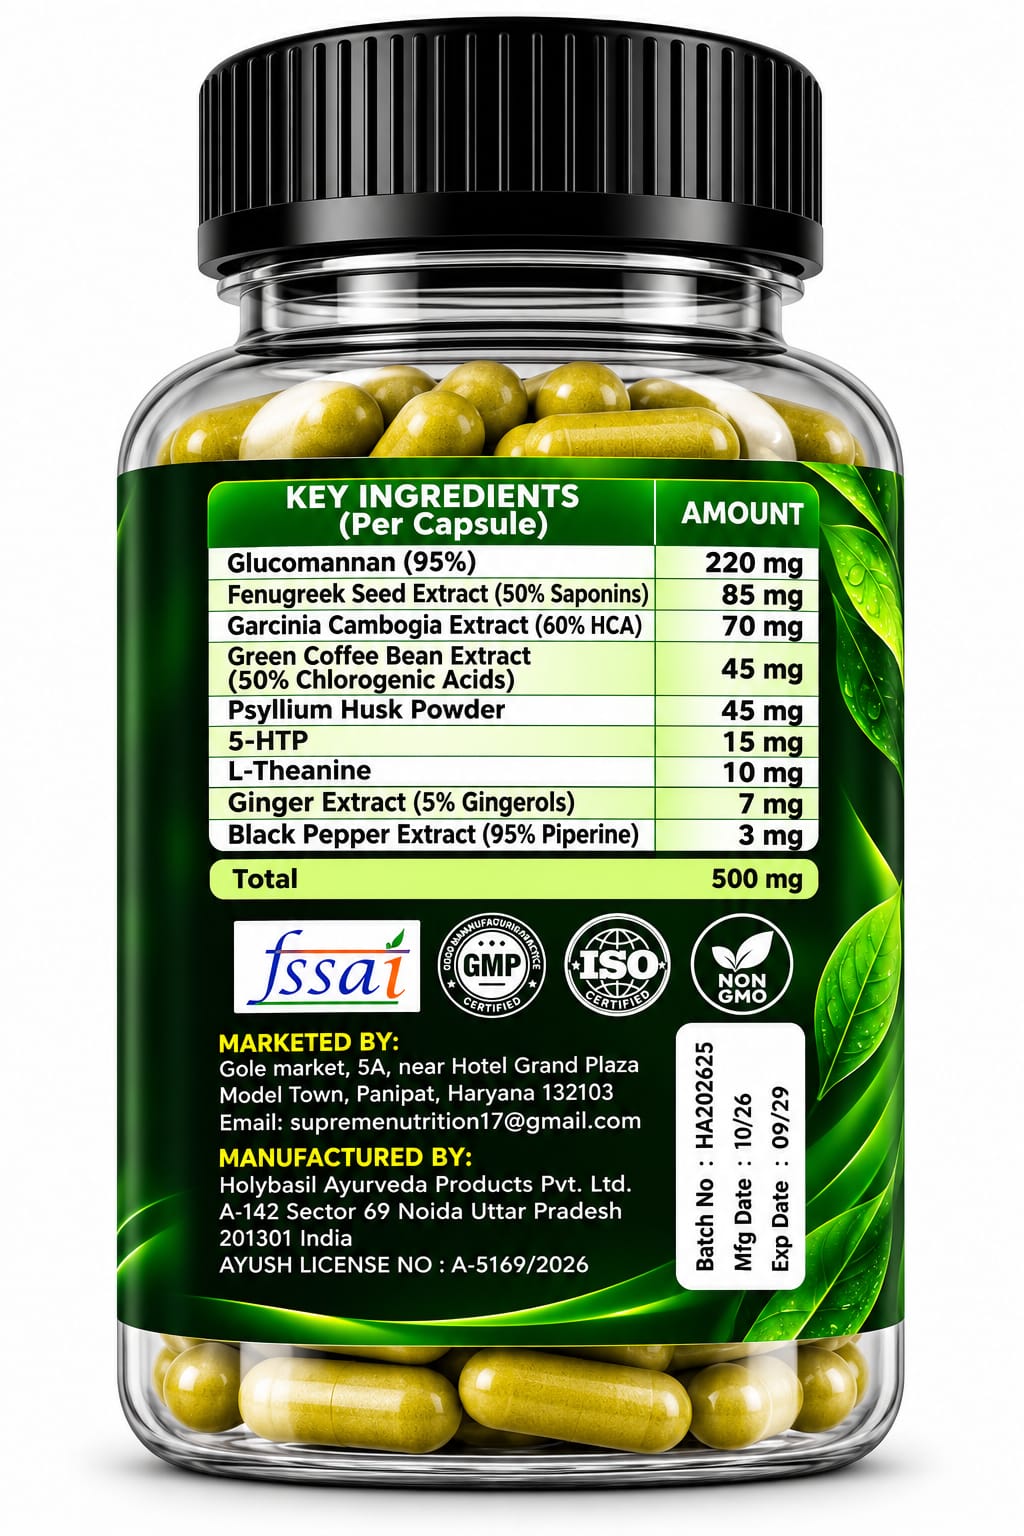 KEY INGREDIENTS
(Per Capsule)
AMOUNT
Glucomannan (95%) 220 mg
Fenugreek Seed Extract (50% Saponins) 85 mg
Garcinia Cambogia Extract (60% HCA) 70 mg
Green Coffee Bean Extract
(50% Chlorogenic Acids) 45 mg
Psyllium Husk Powder 45 mg
5-HTP 15 mg
L-Theanine 10 mg
Ginger Extract (5% Gingerols) 7 mg
Black Pepper Extract (95% Piperine) 3 mg
Total 500 mg
fssai
GMP
CERTIFIED
ISO
CERTIFIED
NON
GMO
MARKETED BY:
Gole market, 5A, near Hotel Grand Plaza
Model Town, Panipat, Haryana 132103
Email: supremenutrition17@gmail.com
MANUFACTURED BY:
Holybasil Ayurveda Products Pvt. Ltd.
A-142 Sector 69 Noida Uttar Pradesh
201301 India
AYUSH LICENSE NO : A-5169/2026
Batch No : HA202625
Mfg Date : 10/26
Exp Date : 09/29